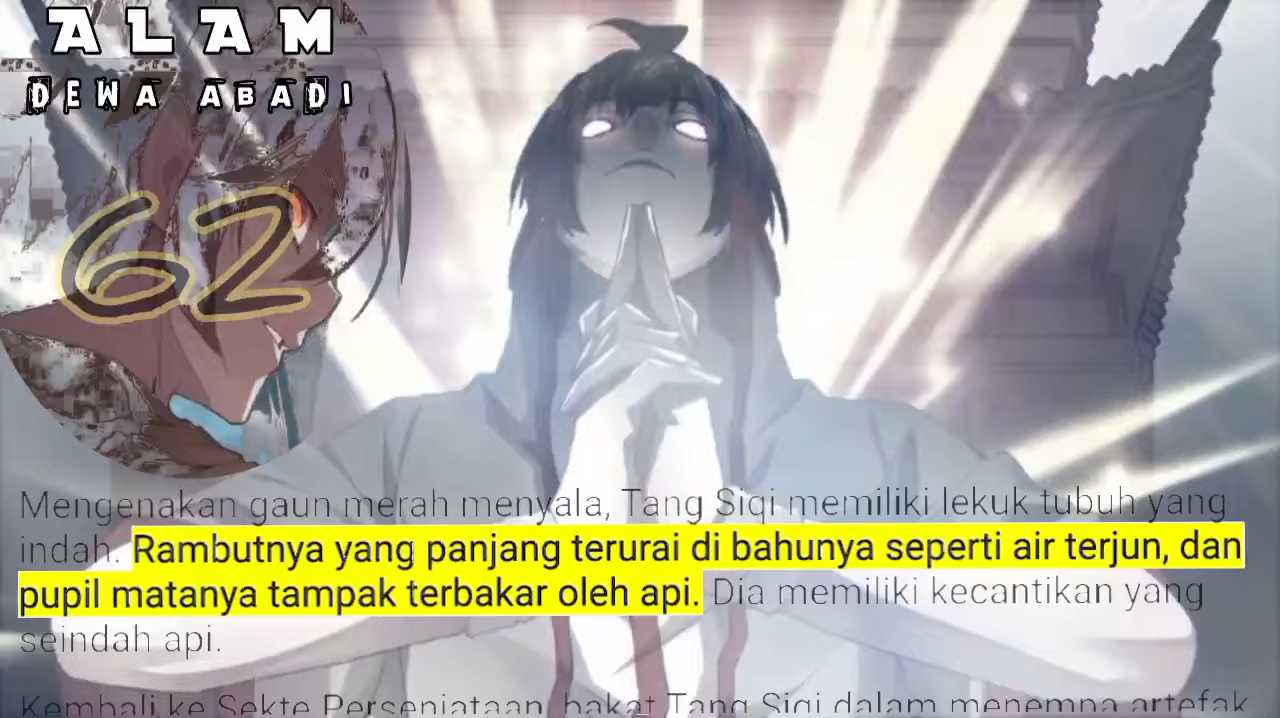 ALAM
DEWA ABADI
62
Mengenakan gaun merah menyala, Tang Siqi memiliki lekuk tubuh yang
indah. Rambutnya yang panjang terurai di bahunya seperti air terjun, dan
pupil matanya tampak terbakar oleh api. Dia memiliki kecantikan yang
seindah api.
Kembali ke Sekte Persenjataan, bakat Tang Siqi dalam menempa artefak